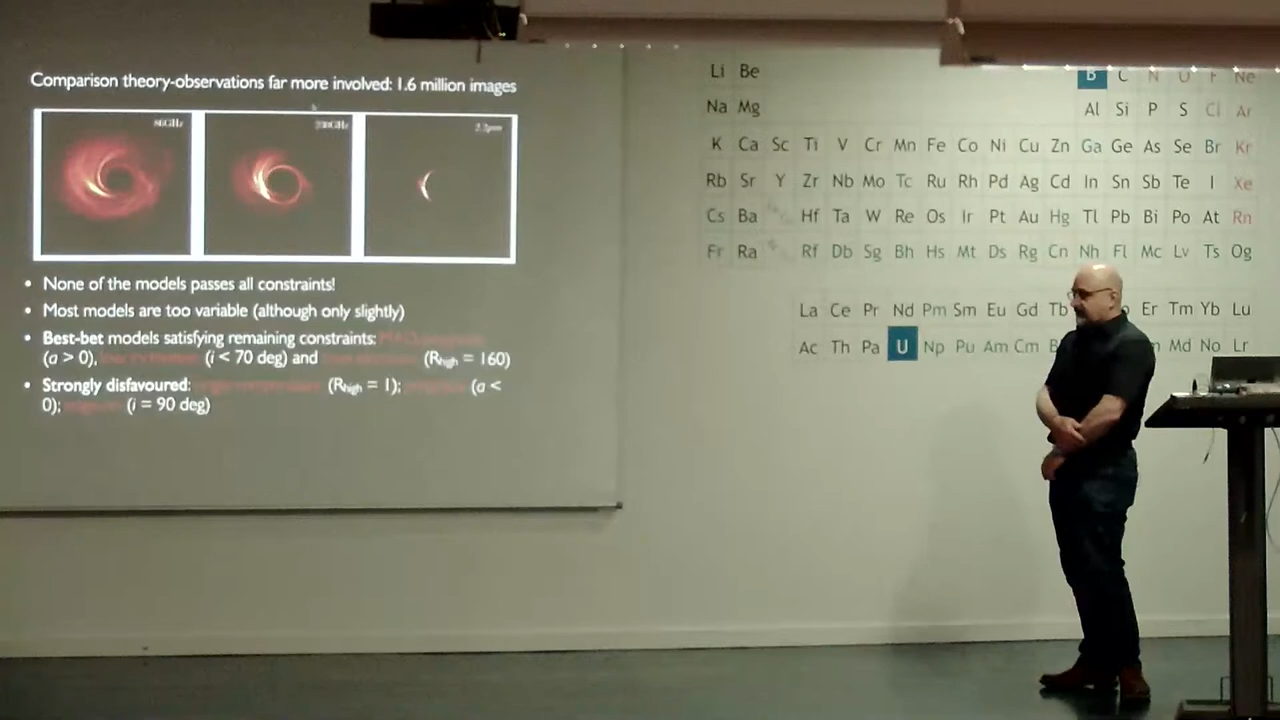 Comparison theory-observations far more involved: 1.6 million images
86GHz
230GHz
2.2μm
• None of the models passes all constraints!
• Most models are too variable (although only slightly)
• Best-bet models satisfying remaining constraints:
(a > 0), (i < 70 deg) and (Rhigh = 160)
• Strongly disfavoured: (Rhigh = 1); (a <
0); (i = 90 deg)
Li Be B C N O F Ne
Na Mg Al Si P S Cl Ar
K Ca Sc Ti V Cr Mn Fe Co Ni Cu Zn Ga Ge As Se Br Kr
Rb Sr Y Zr Nb Mo Tc Ru Rh Pd Ag Cd In Sn Sb Te I Xe
Cs Ba Hf Ta W Re Os Ir Pt Au Hg Tl Pb Bi Po At Rn
Fr Ra Rf Db Sg Bh Hs Mt Ds Rg Cn Nh Fl Mc Lv Ts Og
La Ce Pr Nd Pm Sm Eu Gd Tb Er Tm Yb Lu
Ac Th Pa U Np Pu Am Cm Md No Lr